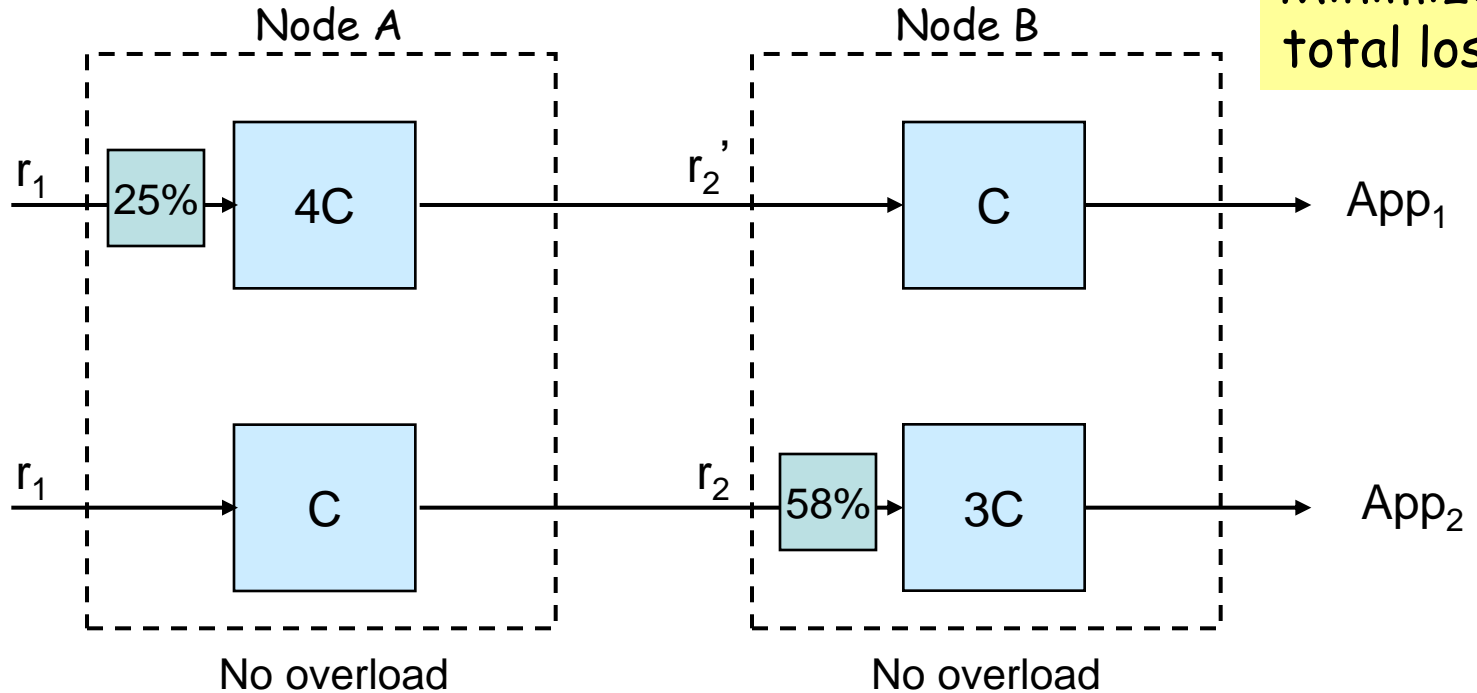 Node A
Node B
total los
r₁
25%
4C
r₂’
C
App₁
r₁
C
r₂
58%
3C
App₂
No overload
No overload